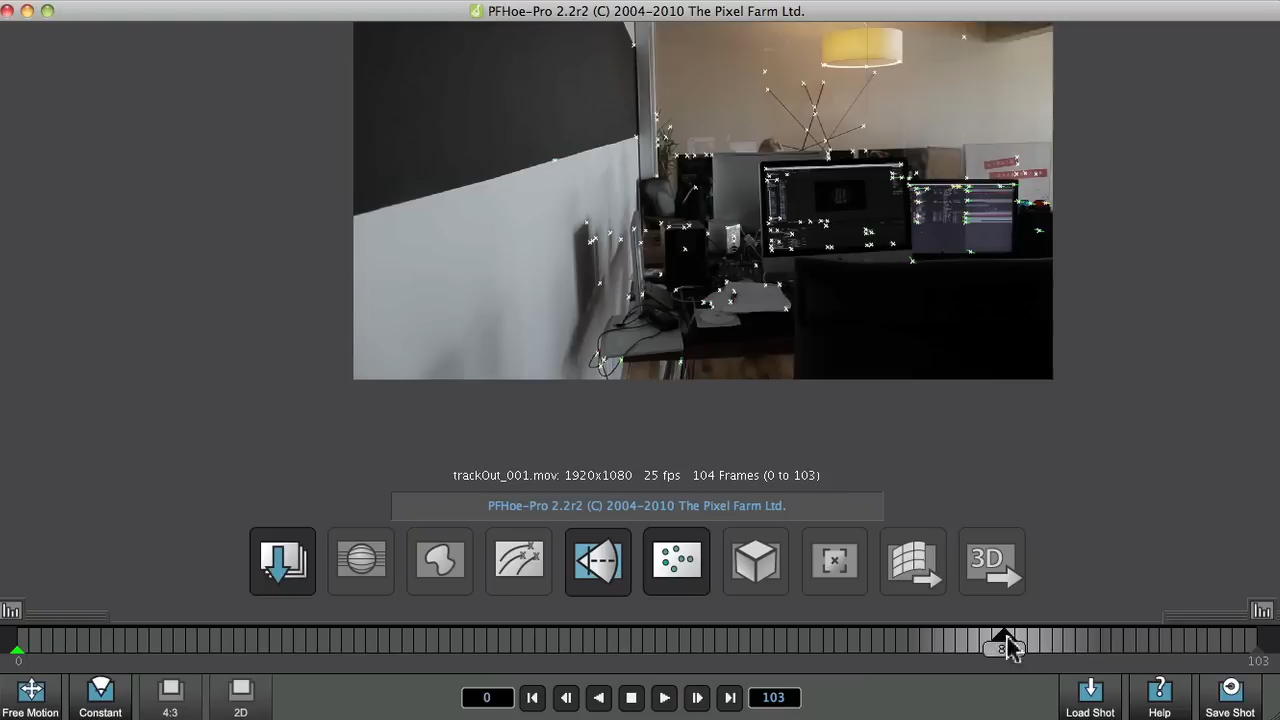 PFHoe-Pro 2.2r2 (C) 2004-2010 The Pixel Farm Ltd.
trackOut_001.mov: 1920x1080 25 fps 104 Frames (0 to 103)
PFHoe-Pro 2.2r2 (C) 2004-2010 The Pixel Farm Ltd.
3D
0
103
0
103
Free Motion
Constant
4:3
2D
Load Shot
Help
Save Shot